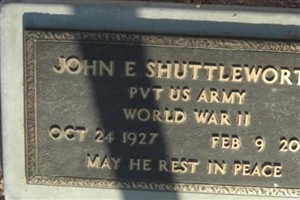 JOHN E SHUTTLEWORT
PVT US ARMY
WORLD WAR II
OCT 24 1927 FEB 9 20
MAY HE REST IN PEACE